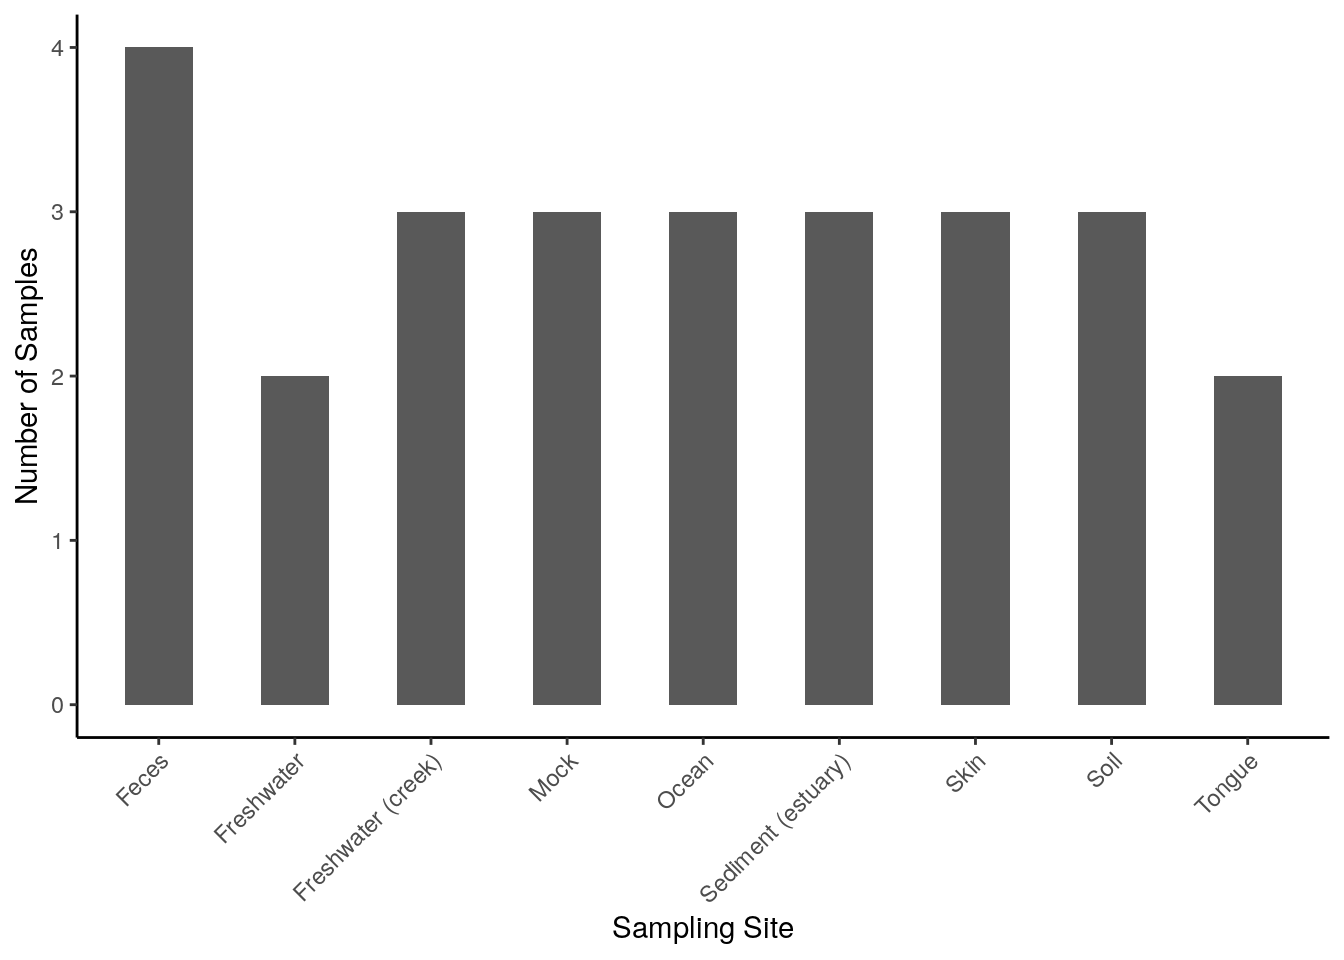 4
3
2
1
0
Number of Samples
Feces
Freshwater
Freshwater (creek)
Mock
Ocean
Sediment (estuary)
Skin
Soil
Tongue
Sampling Site